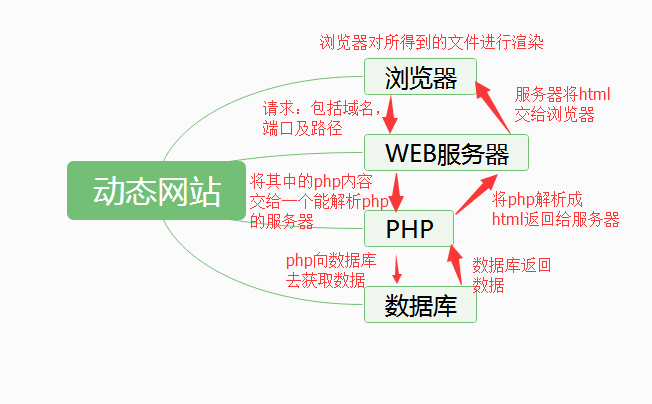 浏览器对所得到的文件进行渲染
浏览器
请求：包括域名，
端口及路径
服务器将html
交给浏览器
WEB服务器
动态网站
将其中的php内容
交给一个能解析php
的服务器
将php解析成
html返回给服务器
PHP
php向数据库
去获取数据
数据库返回
数据
数据库